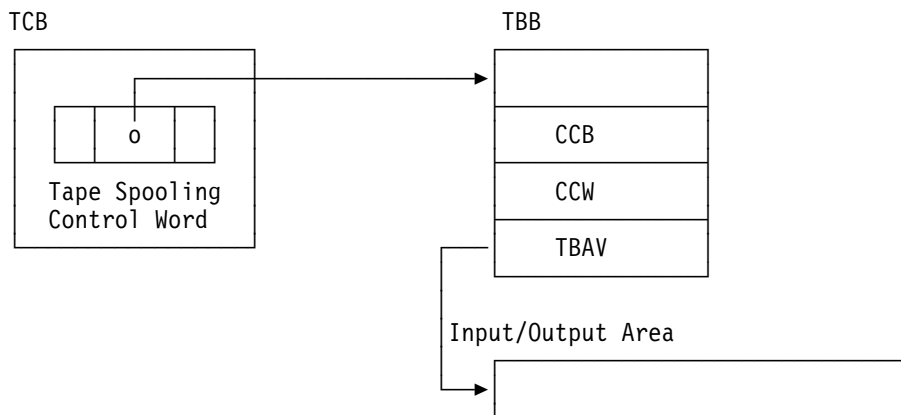 TCB
TBB
o
CCB
Tape Spooling
Control Word
CCW
TBAV
Input/Output Area